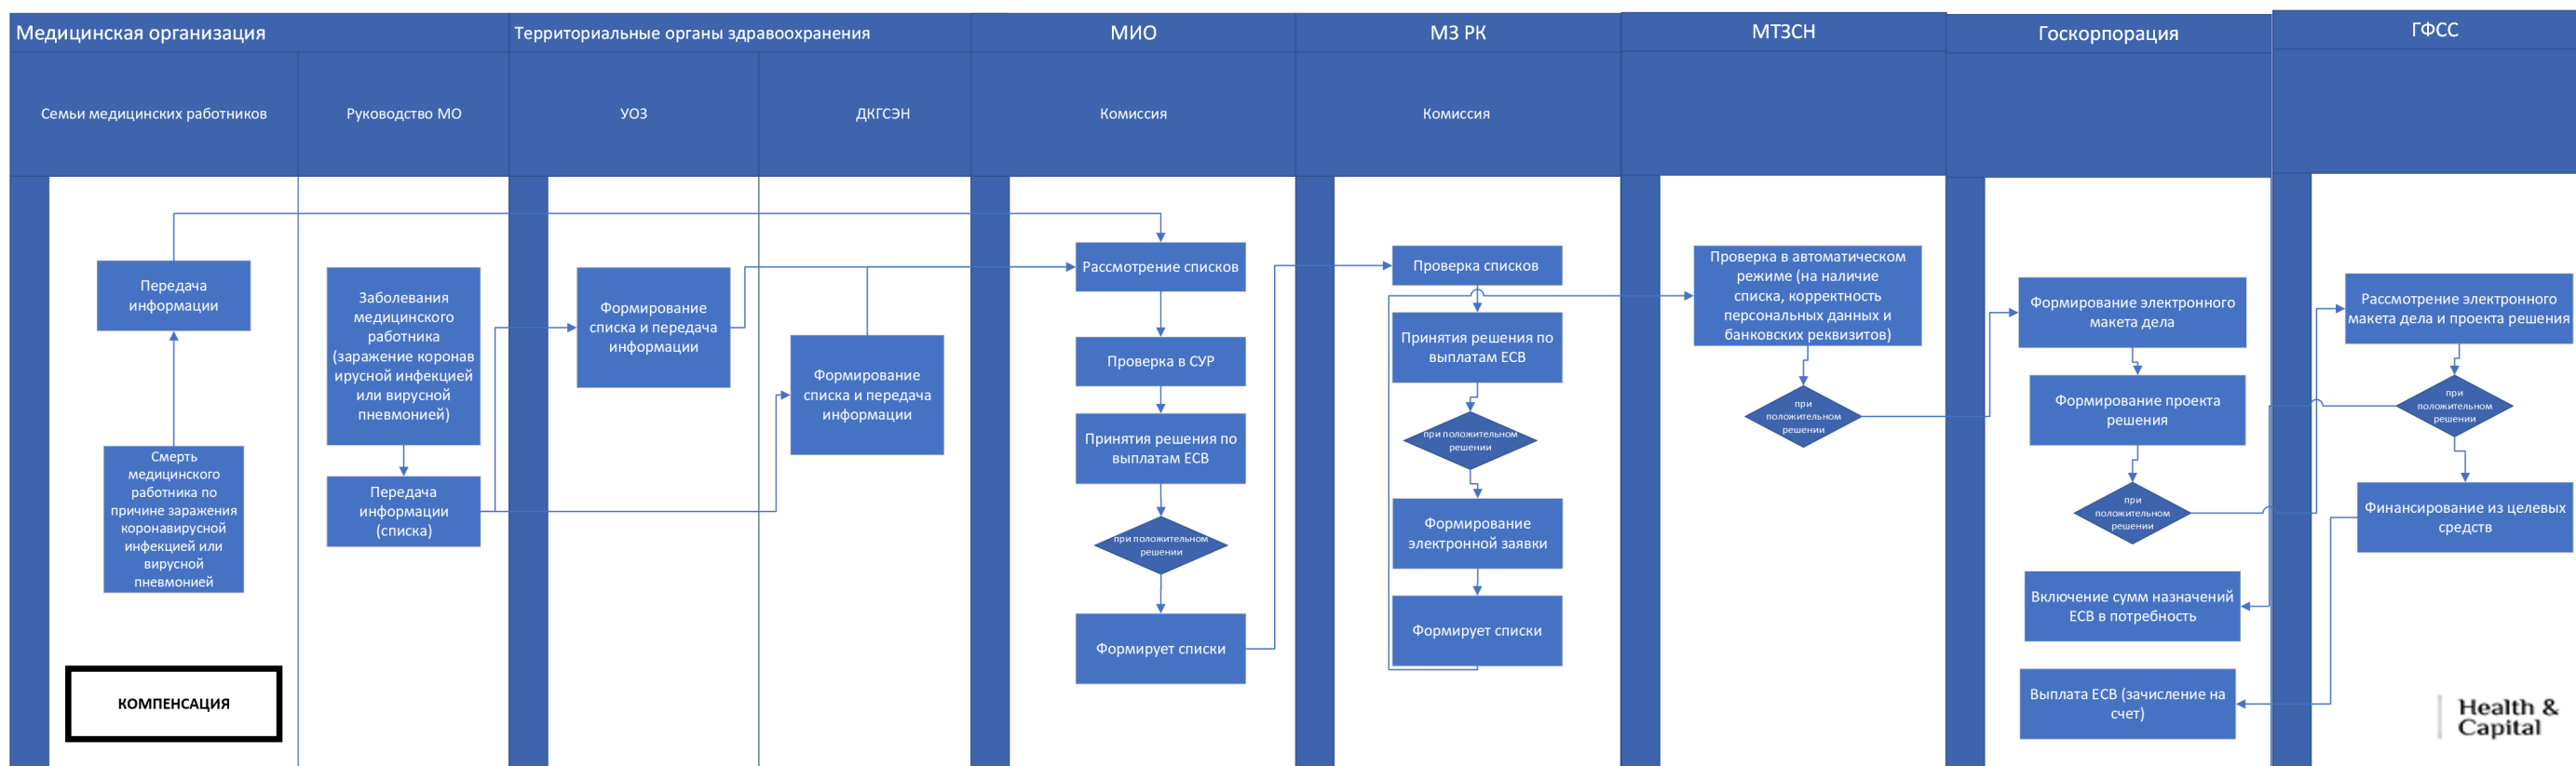 Медицинская организация
Территориальные органы здравоохранения
МИО
МЗ РК
МТЗСН
Госкорпорация
ГФСС
Семьи медицинских работников
Руководство МО
УОЗ
ДКГСЭН
Комиссия
Комиссия
Передача
информации
Смерть
медицинского
работника по
причине заражения
коронавирусной
инфекцией или
вирусной
пневмонией
КОМПЕНСАЦИЯ
Заболевания
медицинского
работника
(заражение коронав
ирусной инфекцией
или вирусной
пневмонией)
Передача
информации
(списка)
Формирование
списка и передача
информации
Формирование
списка и передача
информации
Рассмотрение списков
Проверка в СУР
Принятия решения по
выплатам ЕСВ
при положительном
решении
Формирует списки
Проверка списков
Принятия решения по
выплатам ЕСВ
при положительном
решении
Формирование
электронной заявки
Формирует списки
Проверка в автоматическом
режиме (на наличие
списка, корректность
персональных данных и
банковских реквизитов)
при
положительном
решении
Формирование электронного
макета дела
Формирование проекта
решения
при
положительном
решении
Включение сумм назначений
ЕСВ в потребность
Выплата ЕСВ (зачисление на
счет)
Рассмотрение электронного
макета дела и проекта решения
при
положительном
решении
Финансирование из целевых
средств
Health &
Capital